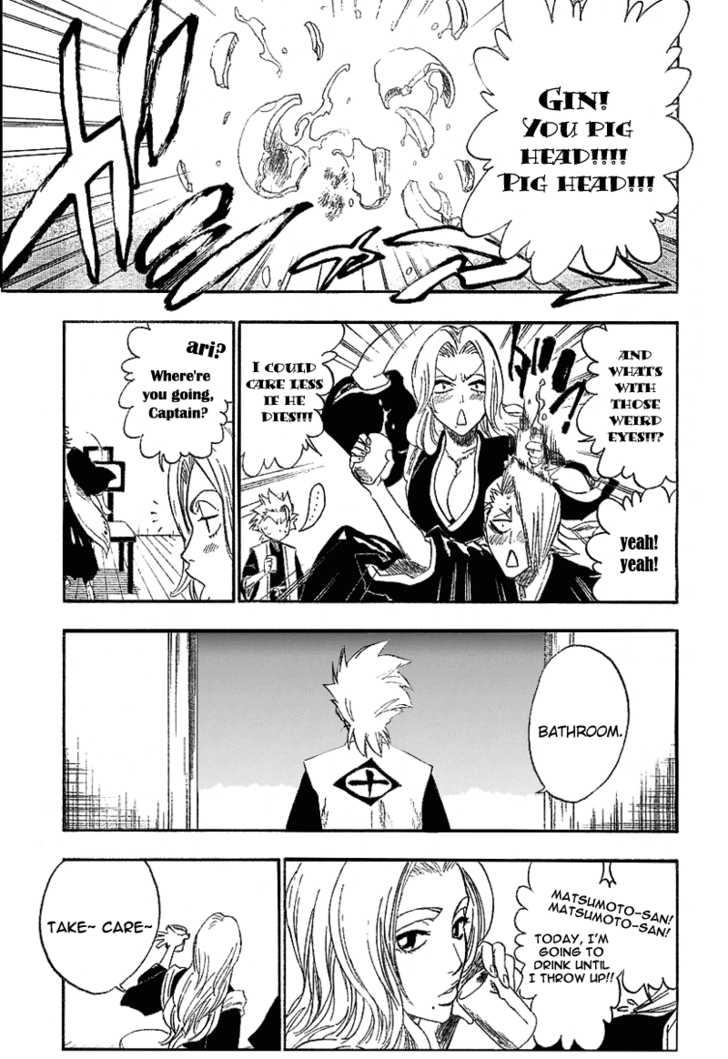 GIN!
YOU PIG
HEAD!!!!
PIG HEAD!!!
AND
WHATS
WITH
THOSE
WEIRD
EYES!!?
yeah!
yeah!
I COULD
CARE LESS
IF HE
DIES!!!
ari?
Where're
you going,
Captain?
BATHROOM.
十
MATSUMOTO-SAN!
MATSUMOTO-SAN!
TODAY, I'M
GOING TO
DRINK UNTIL
I THROW UP!!
TAKE~ CARE~